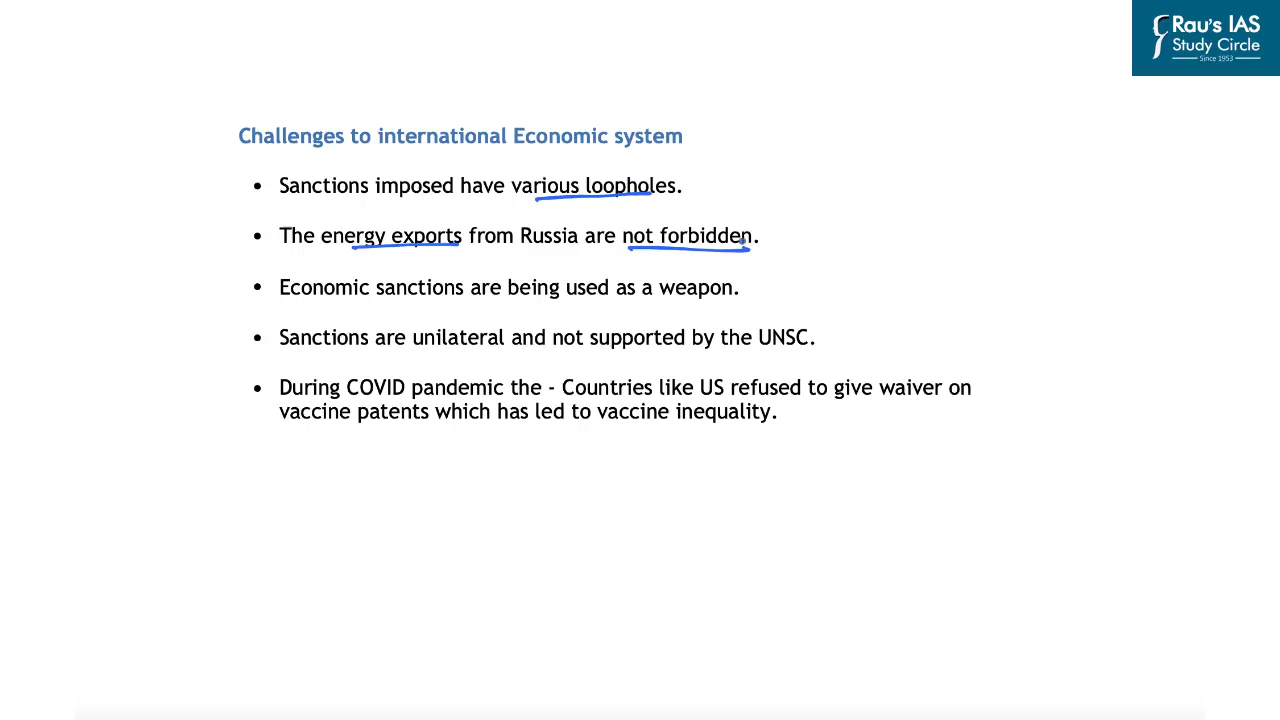 Rau's IAS
Study Circle
Since 1953
Challenges to international Economic system
• Sanctions imposed have various loopholes.
• The energy exports from Russia are not forbidden.
• Economic sanctions are being used as a weapon.
• Sanctions are unilateral and not supported by the UNSC.
• During COVID pandemic the - Countries like US refused to give waiver on
vaccine patents which has led to vaccine inequality.